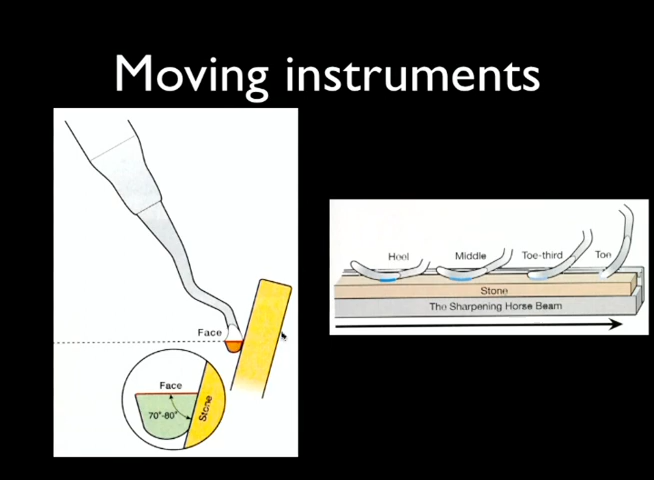 Moving instruments
Face
Face
70°-80°
Stone
Heel Middle Toe-third Toe
Stone
The Sharpening Horse Beam